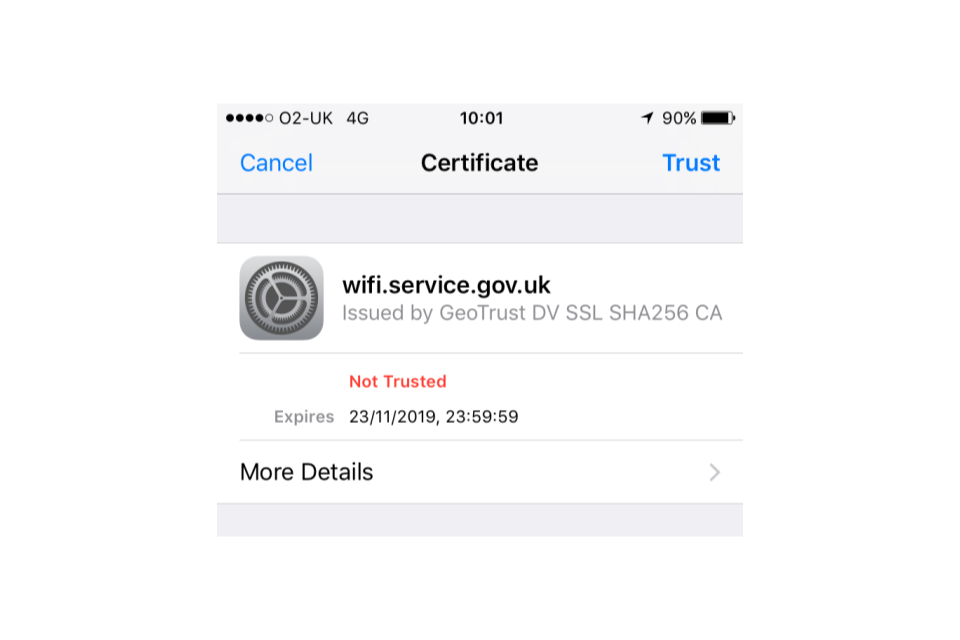 O2-UK 4G 10:01 90%
Cancel Certificate Trust
wifi.service.gov.uk
Issued by GeoTrust DV SSL SHA256 CA
Not Trusted
Expires 23/11/2019, 23:59:59
More Details